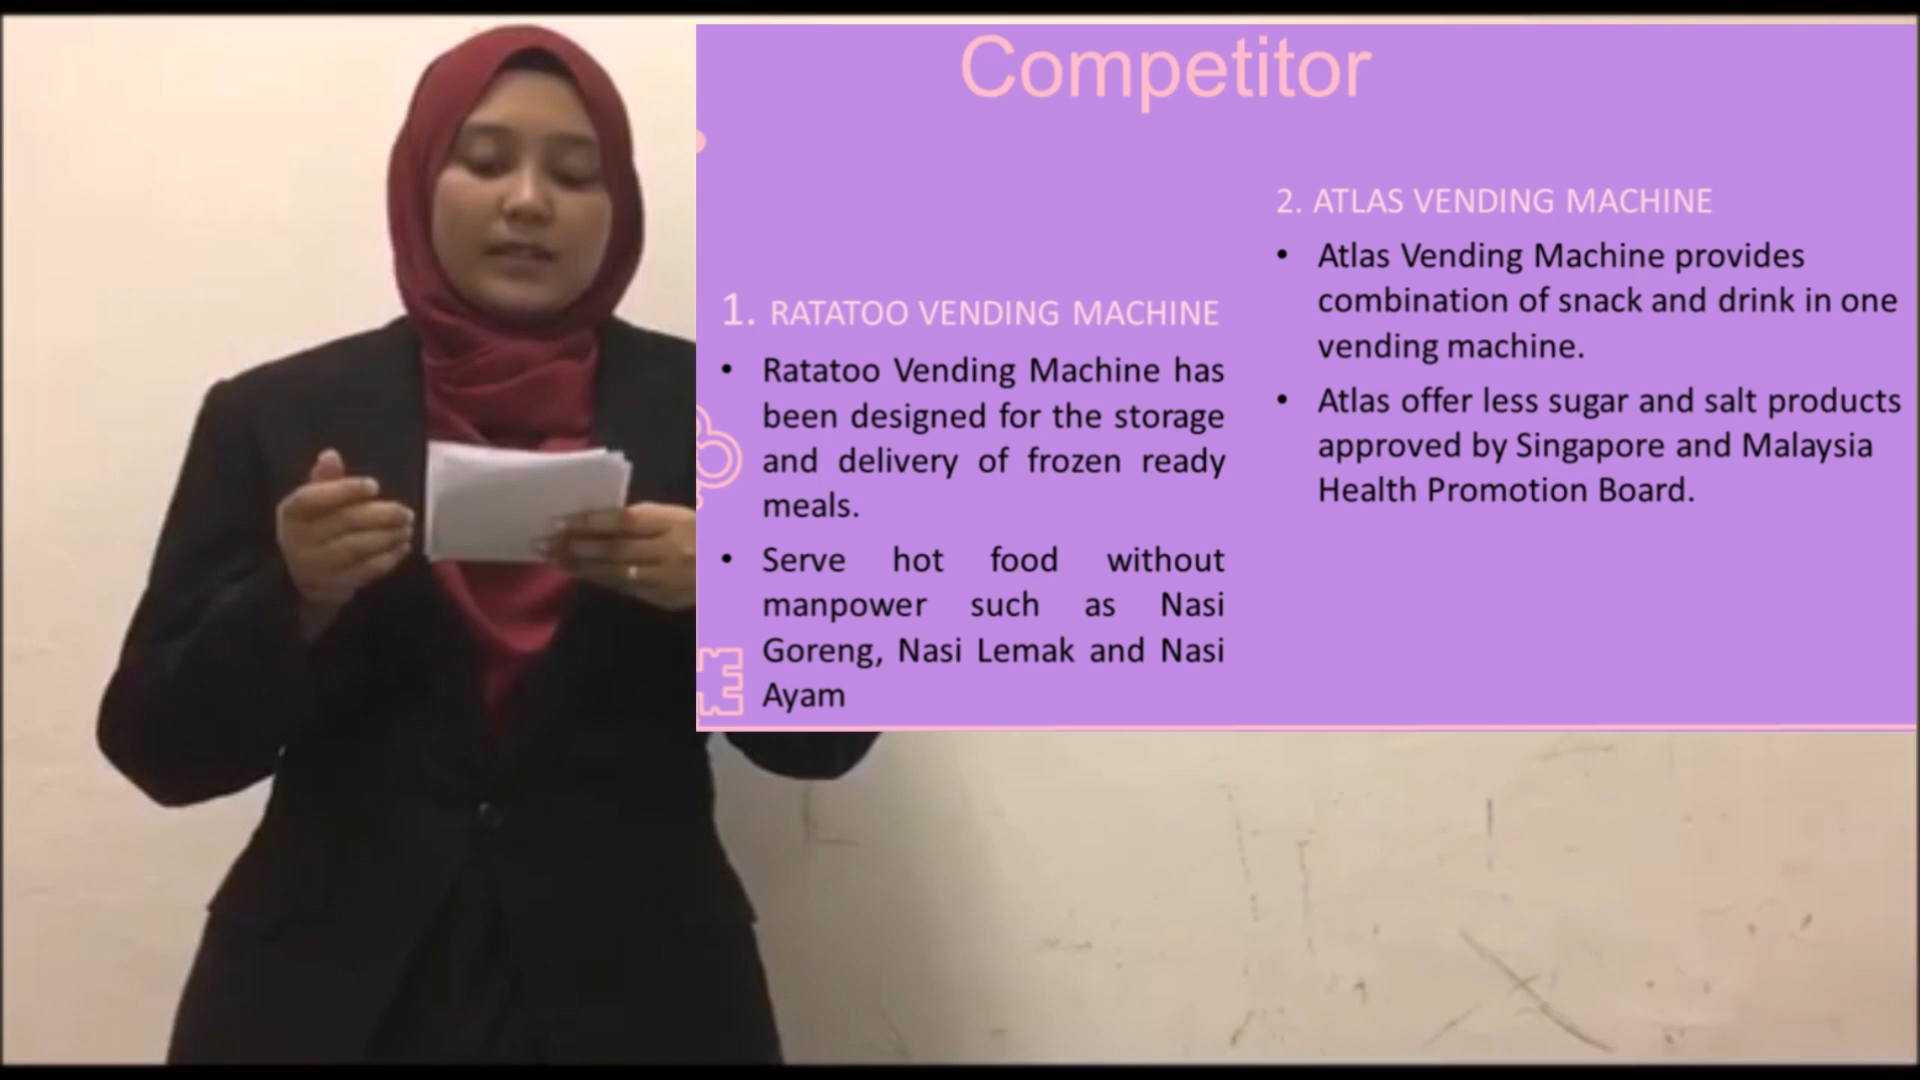 Competitor
1. RATATOO VENDING MACHINE
• Ratatoo Vending Machine has
been designed for the storage
and delivery of frozen ready
meals.
• Serve hot food without
manpower such as Nasi
Goreng, Nasi Lemak and Nasi
Ayam
2. ATLAS VENDING MACHINE
• Atlas Vending Machine provides
combination of snack and drink in one
vending machine.
• Atlas offer less sugar and salt products
approved by Singapore and Malaysia
Health Promotion Board.